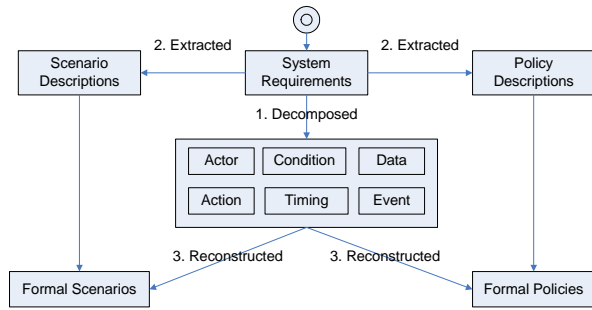 2. Extracted
2. Extracted
Scenario
Descriptions
System
Requirements
Policy
Descriptions
1. Decomposed
Actor
Condition
Data
Action
Timing
Event
3. Reconstructed
3. Reconstructed
Formal Scenarios
Formal Policies